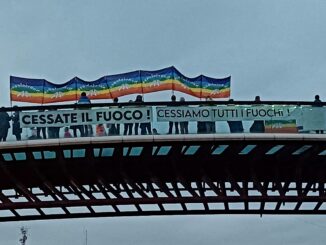 CESSATE IL FUOCO !
CESSIAMO TUTTI I FUOCHI !